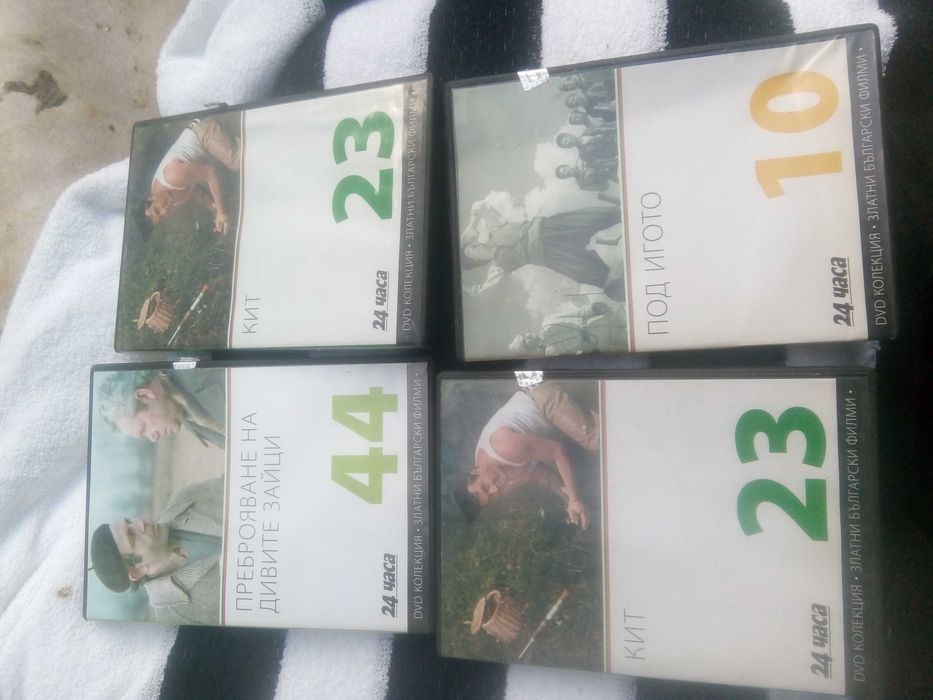 КИТ
23
24 часа
DVD КОЛЕКЦИЯ • ЗЛАТНИ БЪЛГАРСКИ ФИЛМИ •
ПОД ИГОТО
10
24 часа
DVD КОЛЕКЦИЯ • ЗЛАТНИ БЪЛГАРСКИ ФИЛМИ •
ПРЕБРОЯВАНЕ НА
ДИВИТЕ ЗАЙЦИ
44
24 часа
DVD КОЛЕКЦИЯ • ЗЛАТНИ БЪЛГАРСКИ ФИЛМИ •
КИТ
23
24 часа
DVD КОЛЕКЦИЯ • ЗЛАТНИ БЪЛГАРСКИ ФИЛМИ •